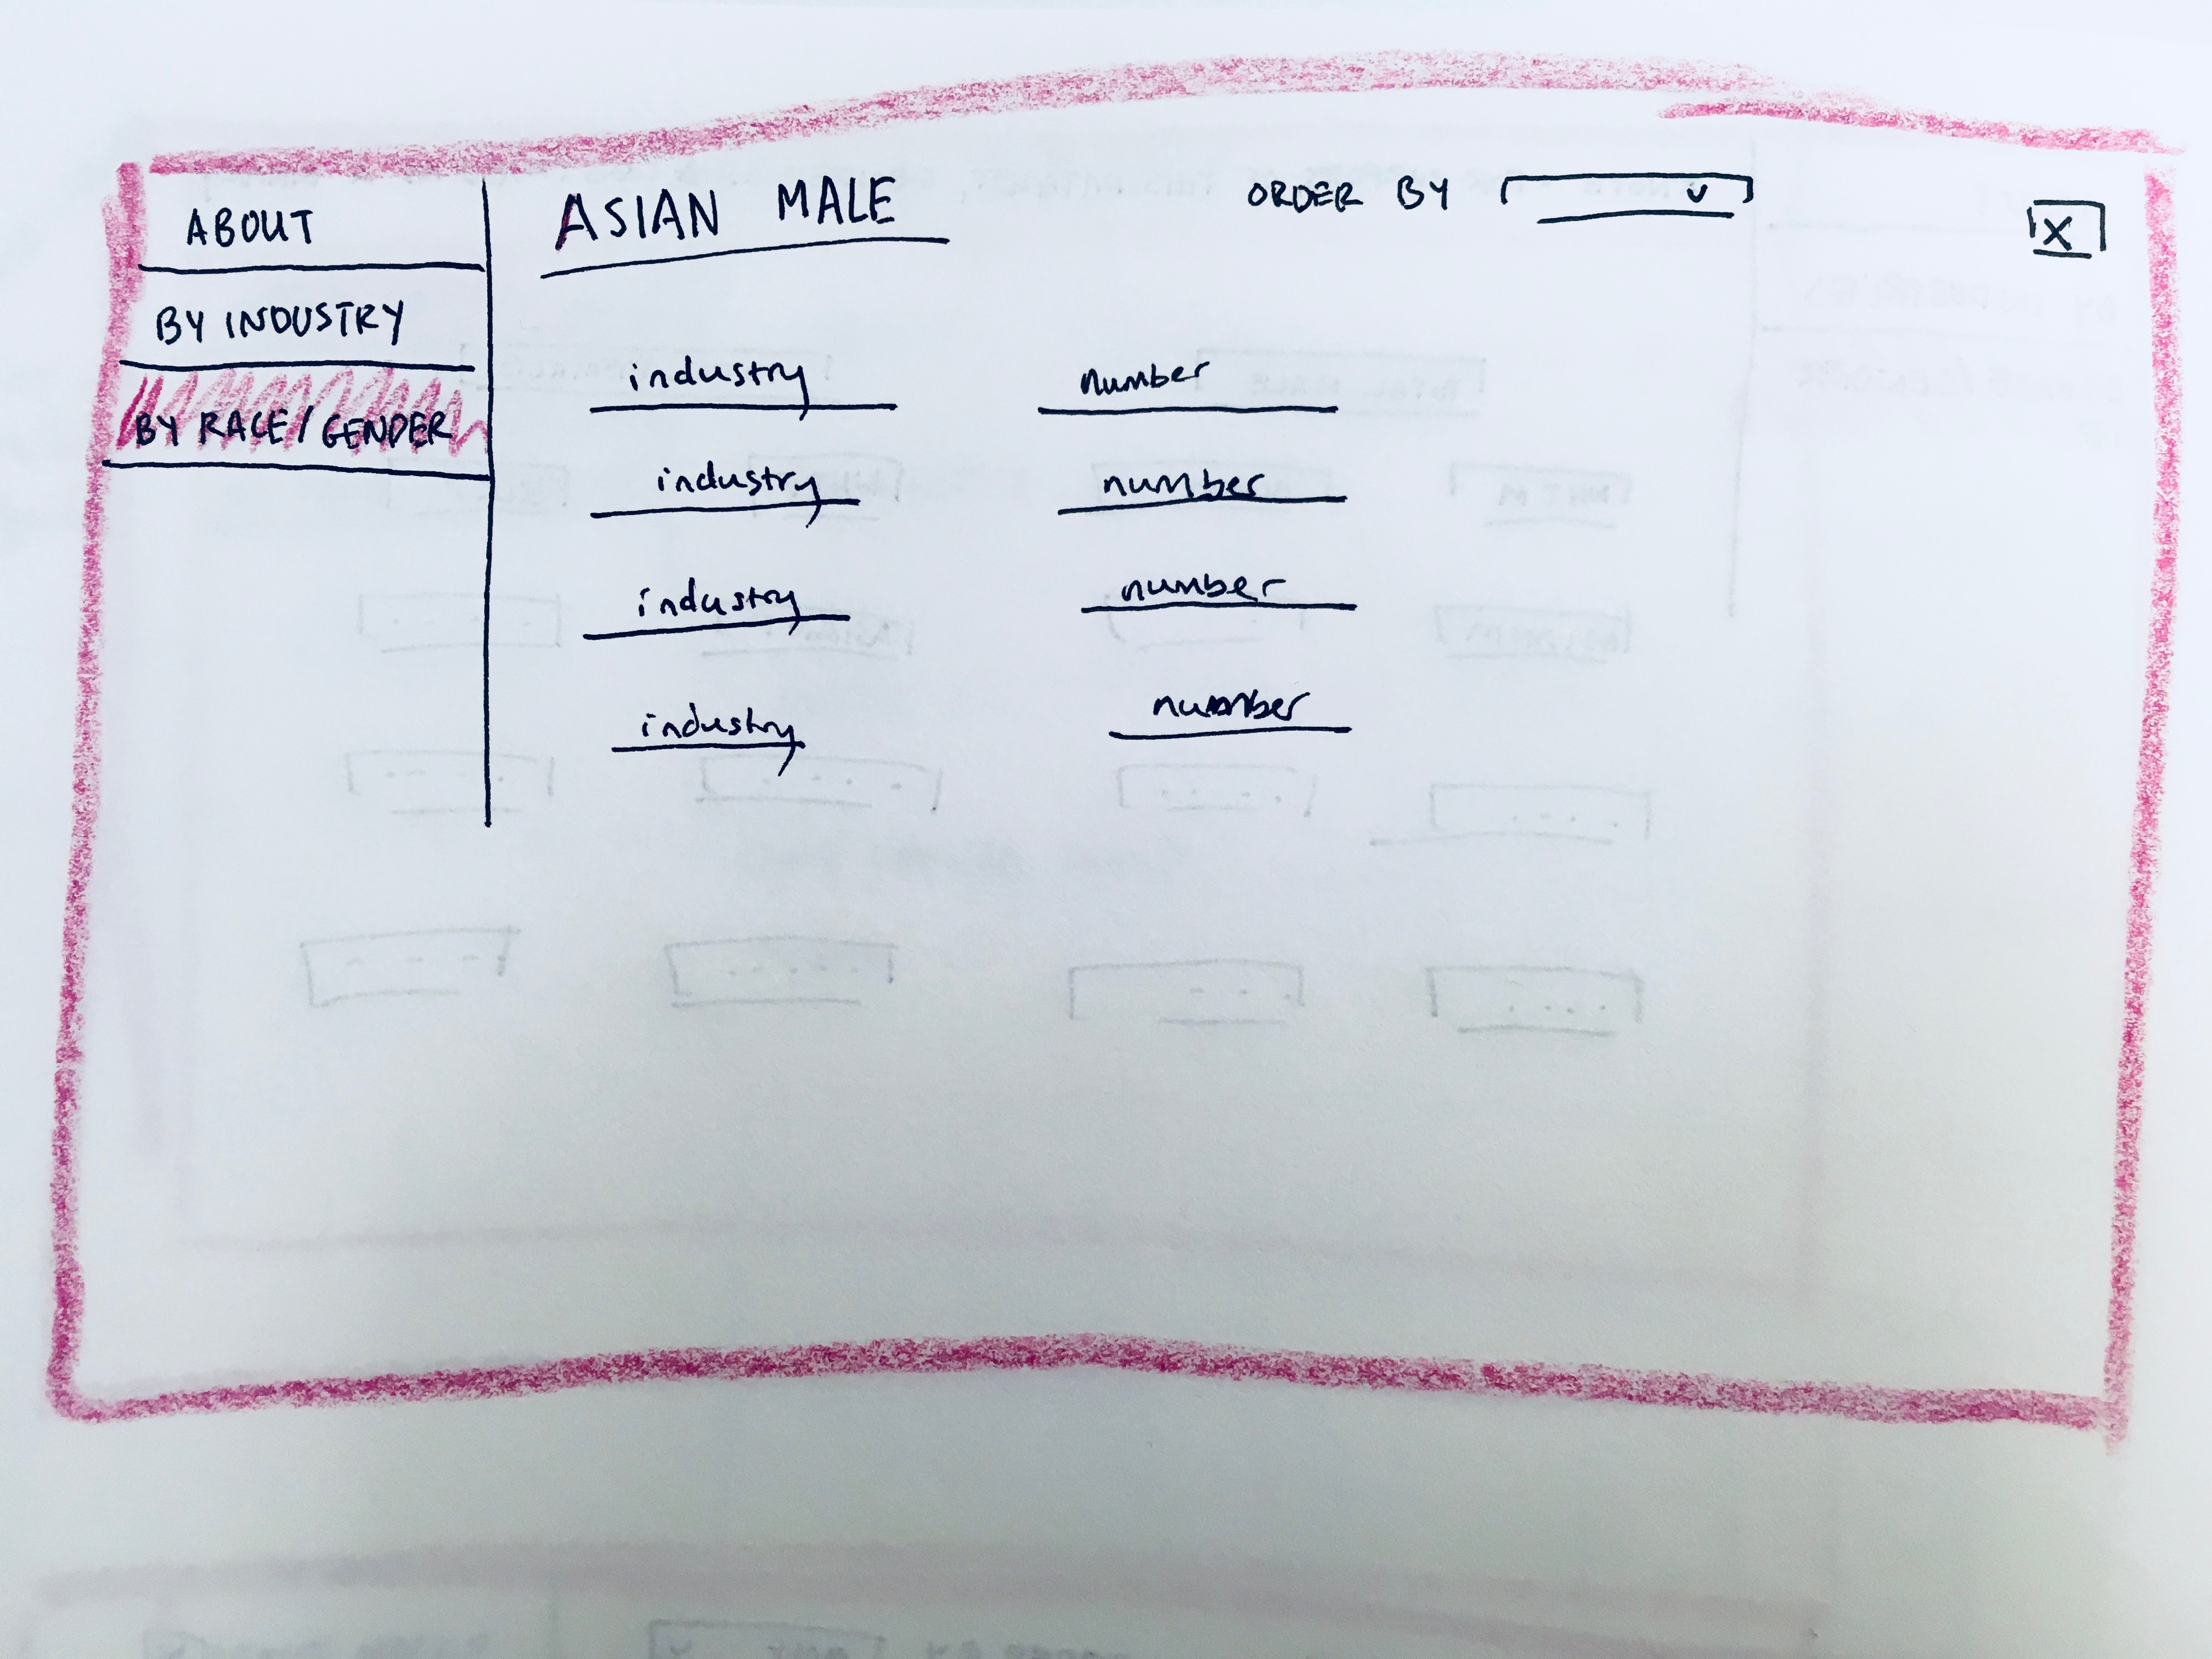 ABOUT
BY INDUSTRY
BY RACE/GENDER
ASIAN MALE
ORDER BY
X
industry number
industry number
industry number
industry number